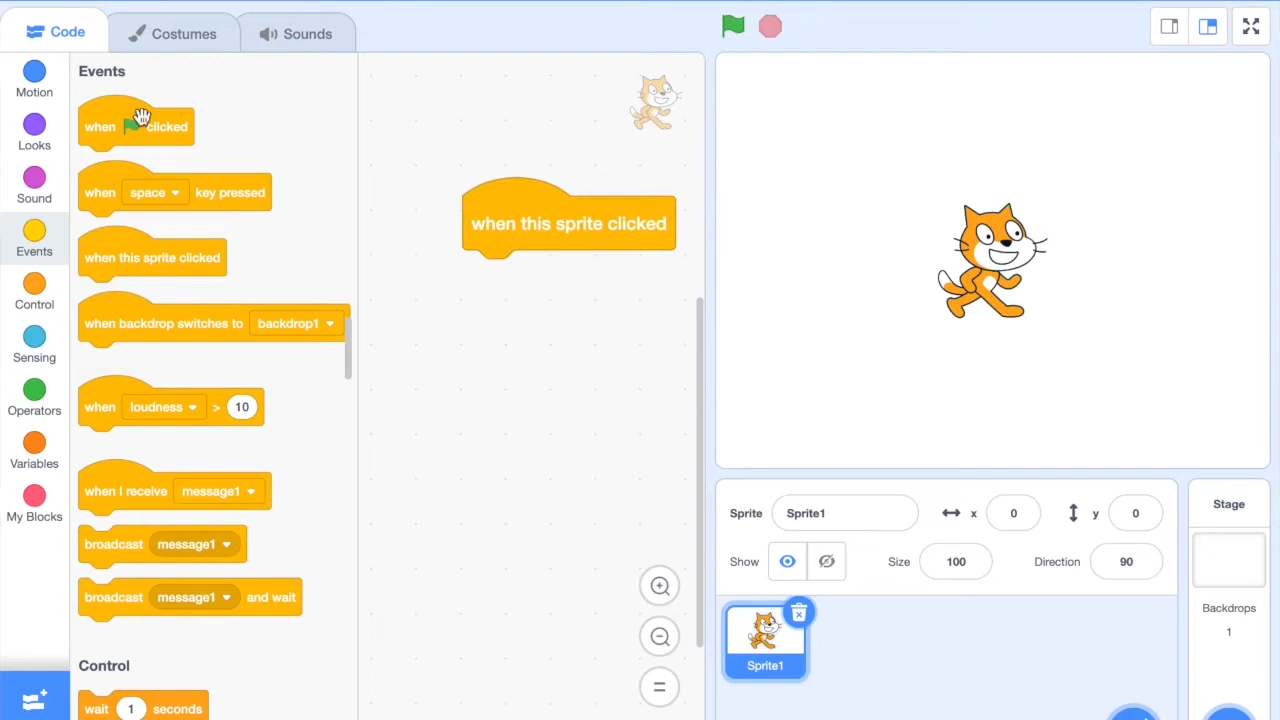 Code
Costumes
Sounds
Motion
Looks
Sound
Events
Control
Sensing
Operators
Variables
My Blocks
Events
when clicked
when space key pressed
when this sprite clicked
when backdrop switches to backdrop1
when loudness > 10
when I receive message1
broadcast message1
broadcast message1 and wait
Control
wait 1 seconds
when this sprite clicked
Sprite Sprite1 x 0 y 0
Show Size 100 Direction 90
Sprite1
Stage
Backdrops
1